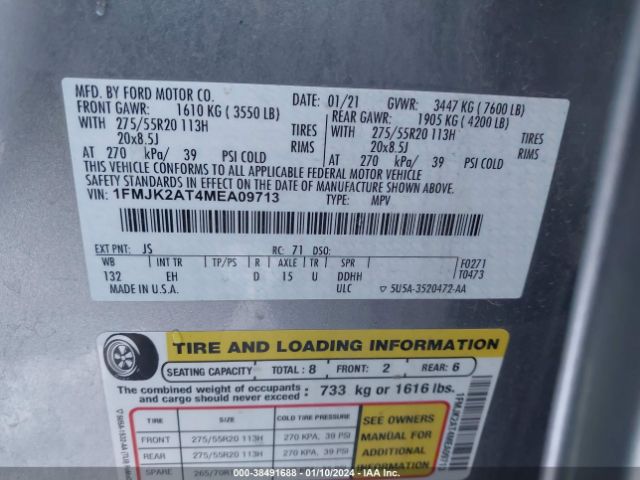 MFD. BY FORD MOTOR CO.
DATE: 01/21 GVWR: 3447 KG (7600 LB)
FRONT GAWR: 1610 KG (3550 LB) REAR GAWR: 1905 KG (4200 LB)
WITH 275/55R20 113H TIRES WITH 275/55R20 113H TIRES
20x8.5J RIMS 20x8.5J RIMS
AT 270 kPa/ 39 PSI COLD AT 270 kPa/ 39 PSI COLD
THIS VEHICLE CONFORMS TO ALL APPLICABLE FEDERAL MOTOR VEHICLE
SAFETY STANDARDS IN EFFECT ON THE DATE OF MANUFACTURE SHOWN ABOVE.
VIN: 1FMJK2AT4MEA09713 TYPE: MPV
EXT PNT: JS RC: 71 DSO:
WB INT TR TP/PS R AXLE TR SPR F0271
132 EH D 15 U DDHH T0473
MADE IN U.S.A. ULC ▽ 5U5A-3520472-AA
TIRE AND LOADING INFORMATION
SEATING CAPACITY TOTAL: 8 FRONT: 2 REAR: 6
The combined weight of occupants and cargo should never exceed: 733 kg or 1616 lbs.
TIRE SIZE COLD TIRE PRESSURE
FRONT 275/55R20 113H 270 KPA, 39 PSI
REAR 275/55R20 113H 270 KPA, 39 PSI
SPARE
SEE OWNERS
MANUAL FOR
ADDITIONAL
INFORMATION
1FMJK2AT4MEA09713
109700 - 38491688 - 01/10/2024 - IAAI.COM